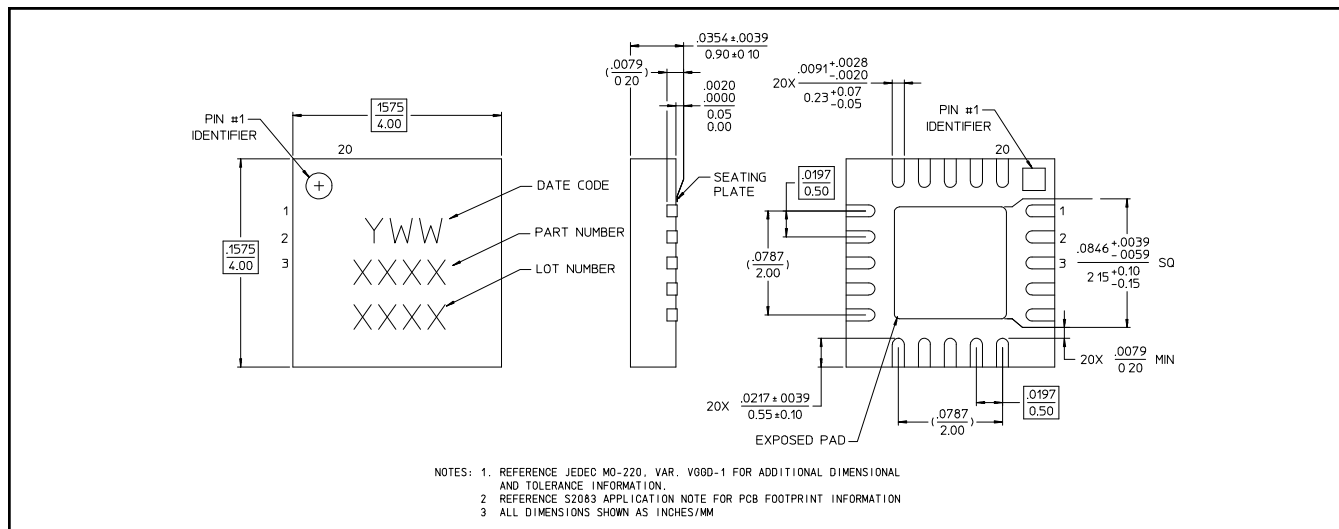 .1575
4.00
PIN #1
IDENTIFIER
20
1
2
3
.1575
4.00
YWW
XXXX
XXXX
DATE CODE
PART NUMBER
LOT NUMBER
.0354 ±.0039
0.90 ±0 10
(.0079
0 20)
.0020
.0000
0.05
0.00
SEATING
PLATE
20X .0091 +.0028
-.0020
0.23 +0.07
-0.05
PIN #1
IDENTIFIER
20
.0197
0.50
(.0787
2.00)
1
2
3
.0846 +.0039
-.0059 SQ
2 15 +0.10
-0.15
20X .0079 MIN
0 20
20X .0217 ± 0039
0.55 ±0.10
(.0787
2.00)
.0197
0.50
EXPOSED PAD
NOTES: 1. REFERENCE JEDEC MO-220, VAR. VGGD-1 FOR ADDITIONAL DIMENSIONAL
AND TOLERANCE INFORMATION.
2 REFERENCE S2083 APPLICATION NOTE FOR PCB FOOTPRINT INFORMATION
3 ALL DIMENSIONS SHOWN AS INCHES/MM